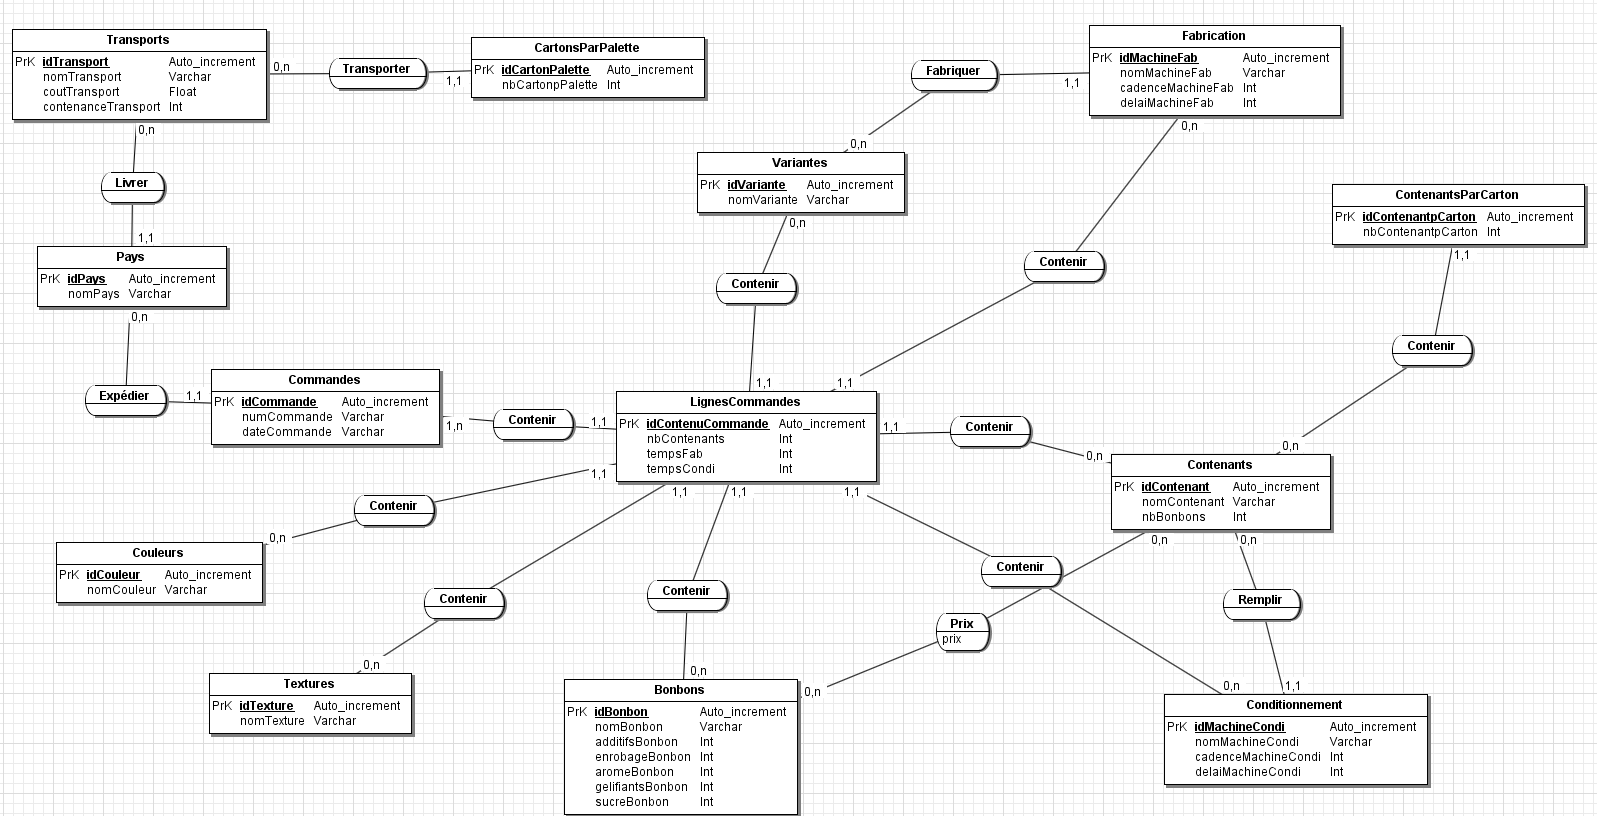 Transports
PrK idTransport Auto_increment
nomTransport Varchar
coutTransport Float
contenanceTransport Int
0,n
Transporter
1,1
CartonsParPalette
PrK idCartonPalette Auto_increment
nbCartonpPalette Int
Fabriquer
1,1
Fabrication
PrK idMachineFab Auto_increment
nomMachineFab Varchar
cadenceMachineFab Int
delaiMachineFab Int
0,n
0,n
0,n
Livrer
1,1
Variantes
PrK idVariante Auto_increment
nomVariante Varchar
0,n
ContenantsParCarton
PrK idContenantpCarton Auto_increment
nbContenantpCarton Int
1,1
Pays
PrK idPays Auto_increment
nomPays Varchar
0,n
Contenir
Contenir
Contenir
Expédier
1,1
Commandes
PrK idCommande Auto_increment
numCommande Varchar
dateCommande Varchar
1,n
Contenir
1,1
1,1
1,1
LignesCommandes
PrK idContenuCommande Auto_increment
nbContenants Int
tempsFab Int
tempsCondi Int
1,1
Contenir
0,n
0,n
Contenants
PrK idContenant Auto_increment
nomContenant Varchar
nbBonbons Int
1,1
1,1
1,1
1,1
Contenir
0,n
Couleurs
PrK idCouleur Auto_increment
nomCouleur Varchar
0,n
0,n
Contenir
Contenir
Contenir
Remplir
Prix
prix
0,n
Textures
PrK idTexture Auto_increment
nomTexture Varchar
0,n
0,n
Bonbons
PrK idBonbon Auto_increment
nomBonbon Varchar
additifsBonbon Int
enrobageBonbon Int
aromeBonbon Int
gelifiantsBonbon Int
sucreBonbon Int
0,n
1,1
Conditionnement
PrK idMachineCondi Auto_increment
nomMachineCondi Varchar
cadenceMachineCondi Int
delaiMachineCondi Int